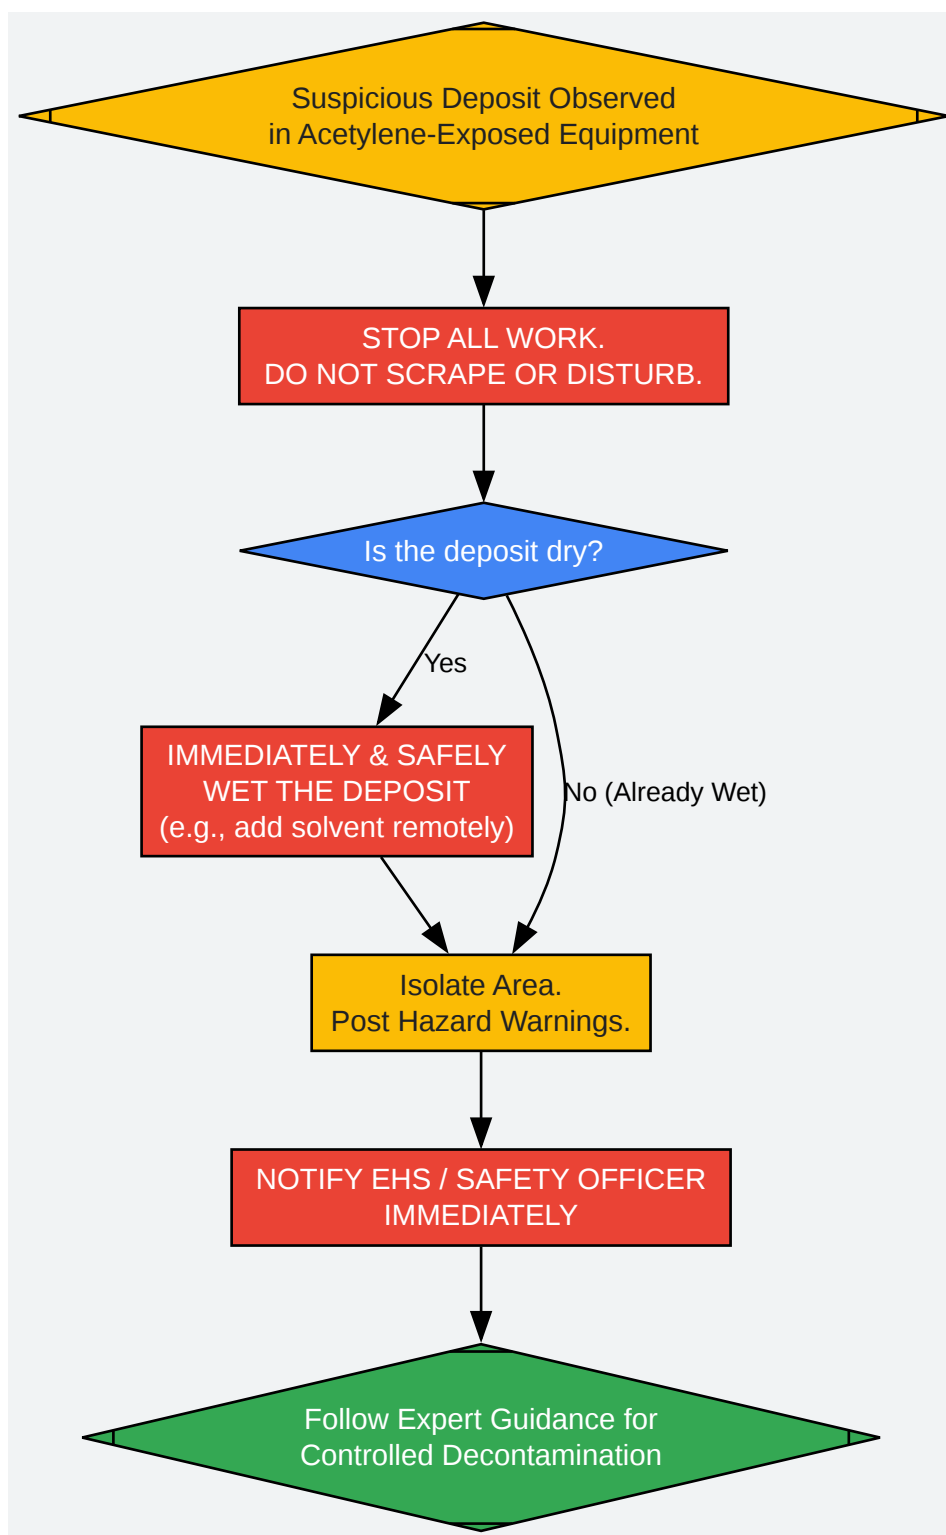 Suspicious Deposit Observed
in Acetylene-Exposed Equipment
STOP ALL WORK.
DO NOT SCRAPE OR DISTURB.
Is the deposit dry?
Yes
IMMEDIATELY & SAFELY
WET THE DEPOSIT
(e.g., add solvent remotely)
No (Already Wet)
Isolate Area.
Post Hazard Warnings.
NOTIFY EHS / SAFETY OFFICER
IMMEDIATELY
Follow Expert Guidance for
Controlled Decontamination